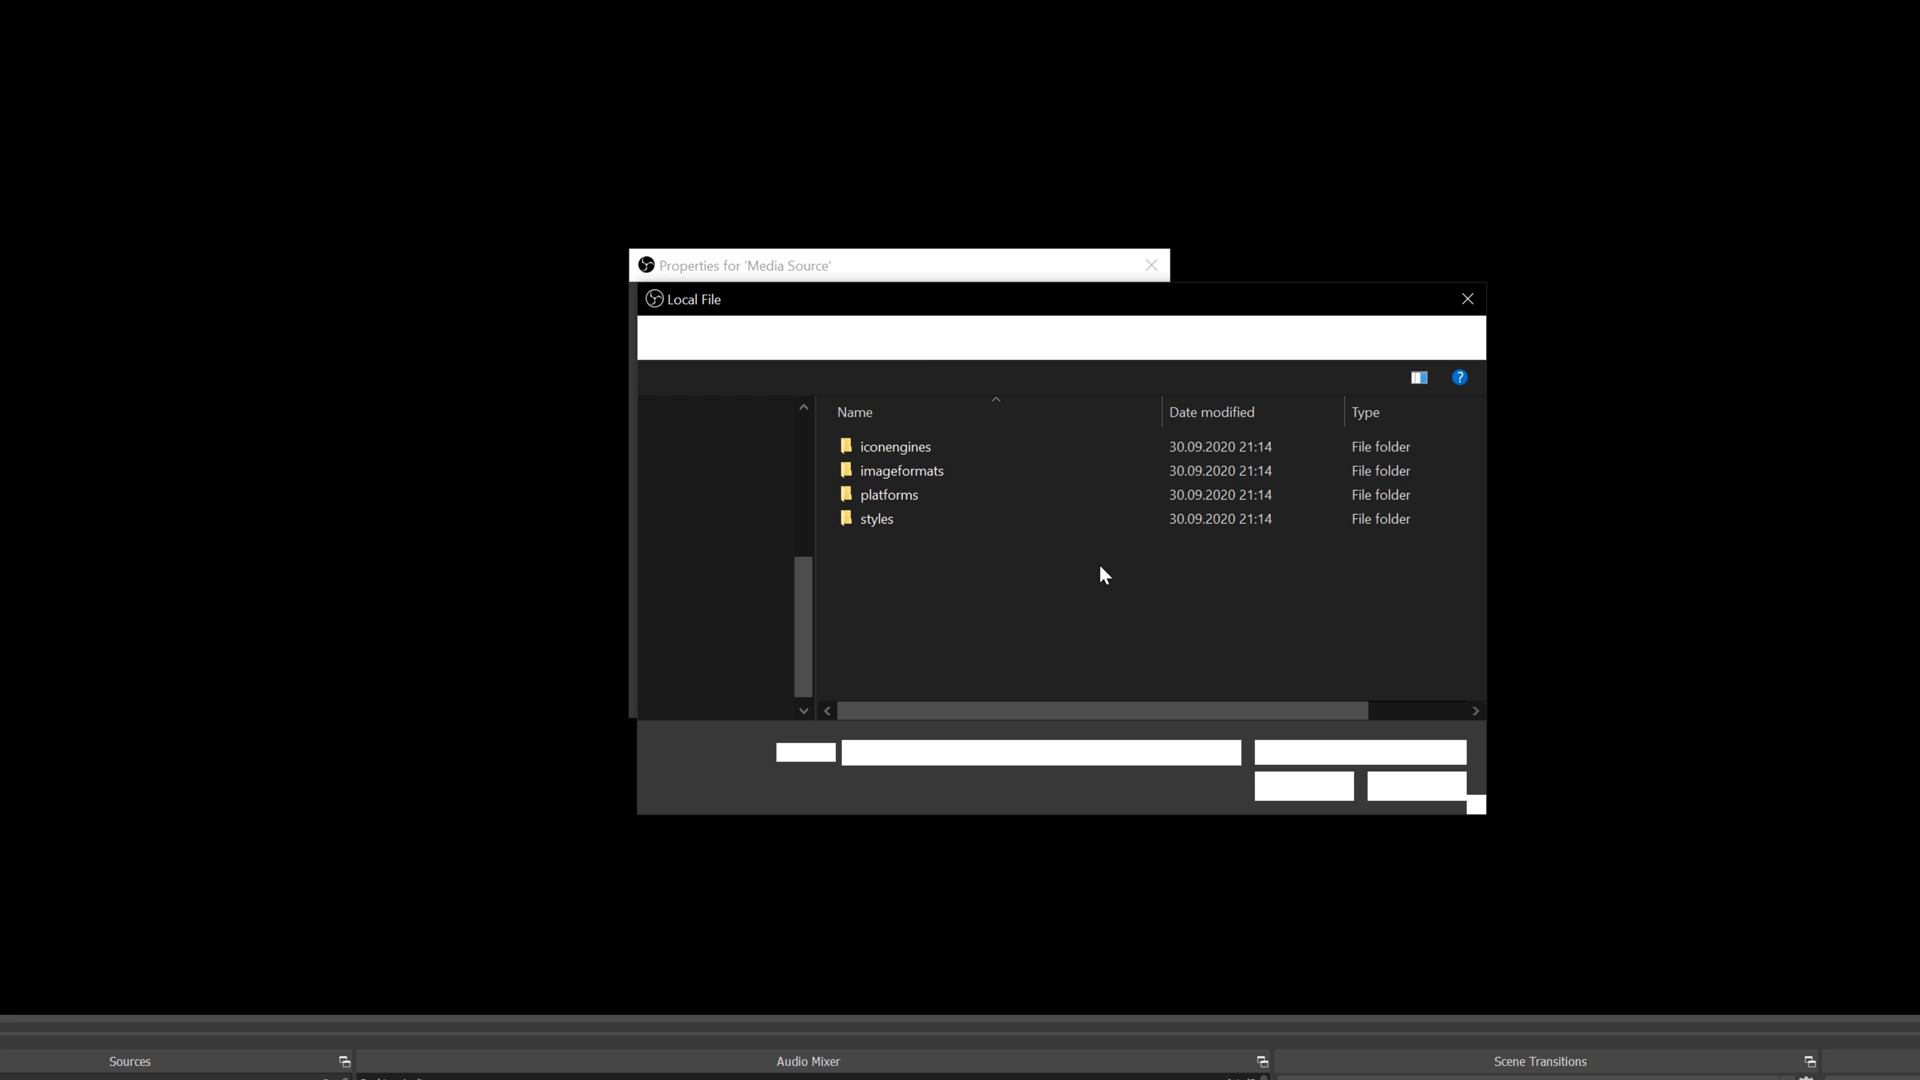 Properties for 'Media Source'
Local File
?
Name Date modified Type
iconengines 30.09.2020 21:14 File folder
imageformats 30.09.2020 21:14 File folder
platforms 30.09.2020 21:14 File folder
styles 30.09.2020 21:14 File folder
Sources Audio Mixer Scene Transitions